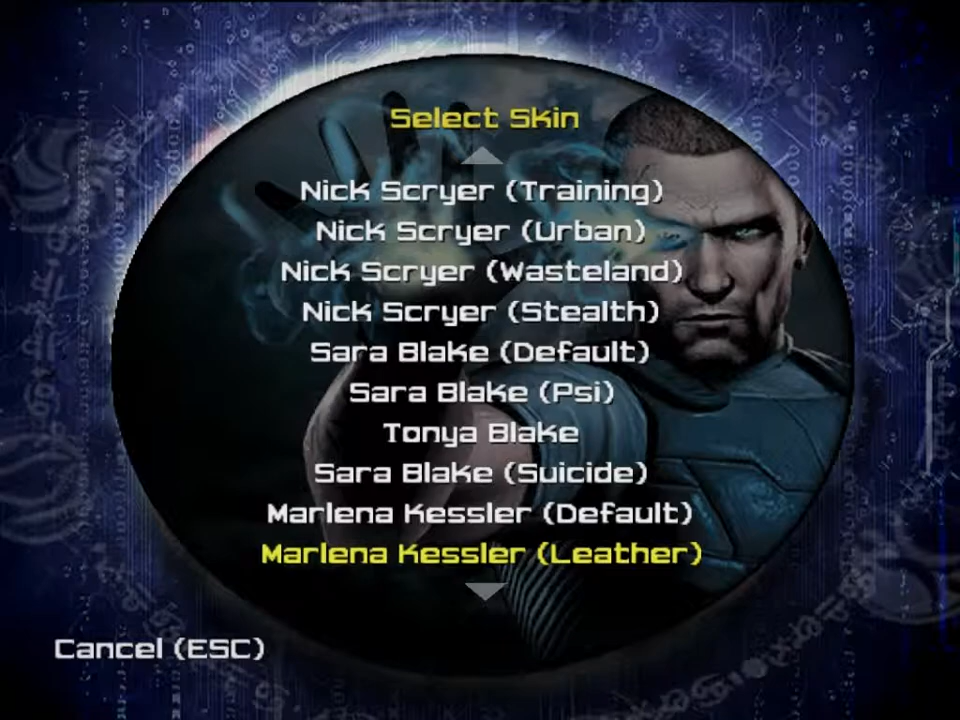 Select Skin
Nick Scryer (Training)
Nick Scryer (Urban)
Nick Scryer (Wasteland)
Nick Scryer (Stealth)
Sara Blake (Default)
Sara Blake (Psi)
Tonya Blake
Sara Blake (Suicide)
Marlena Kessler (Default)
Marlena Kessler (Leather)
Cancel (ESC)